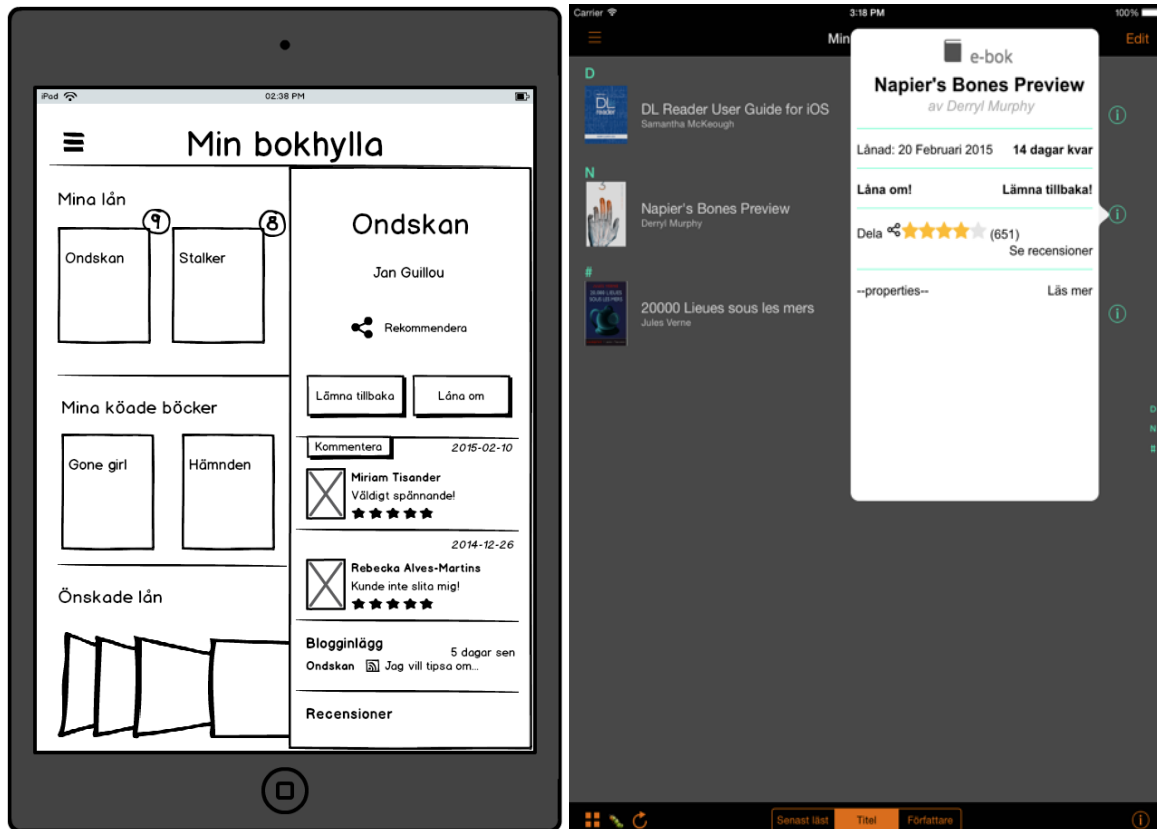 iPod
02:38 PM
Min bokhylla
Mina lån
9
8
Ondskan
Stalker
Mina köade böcker
Gone girl
Hämnden
Önskade lån
Ondskan
Jan Guillou
Rekommendera
Lämna tillbaka
Låna om
Kommentera
2015-02-10
Miriam Tisander
Väldigt spännande!
2014-12-26
Rebecka Alves-Martins
Kunde inte slita mig!
Blogginlägg
5 dagar sen
Ondskan Jag vill tipsa om...
Recensioner
Carrier
3:18 PM
100%
Min
Edit
D
DL
reader
DL Reader User Guide for iOS
Samantha McKeough
N
Napier's Bones Preview
Derryl Murphy
#
20000 Lieues sous les mers
Jules Verne
e-bok
Napier's Bones Preview
av Derryl Murphy
Lånad: 20 Februari 2015 14 dagar kvar
Låna om! Lämna tillbaka!
Dela (651)
Se recensioner
--properties-- Läs mer
D
N
#
Senast läst Titel Författare